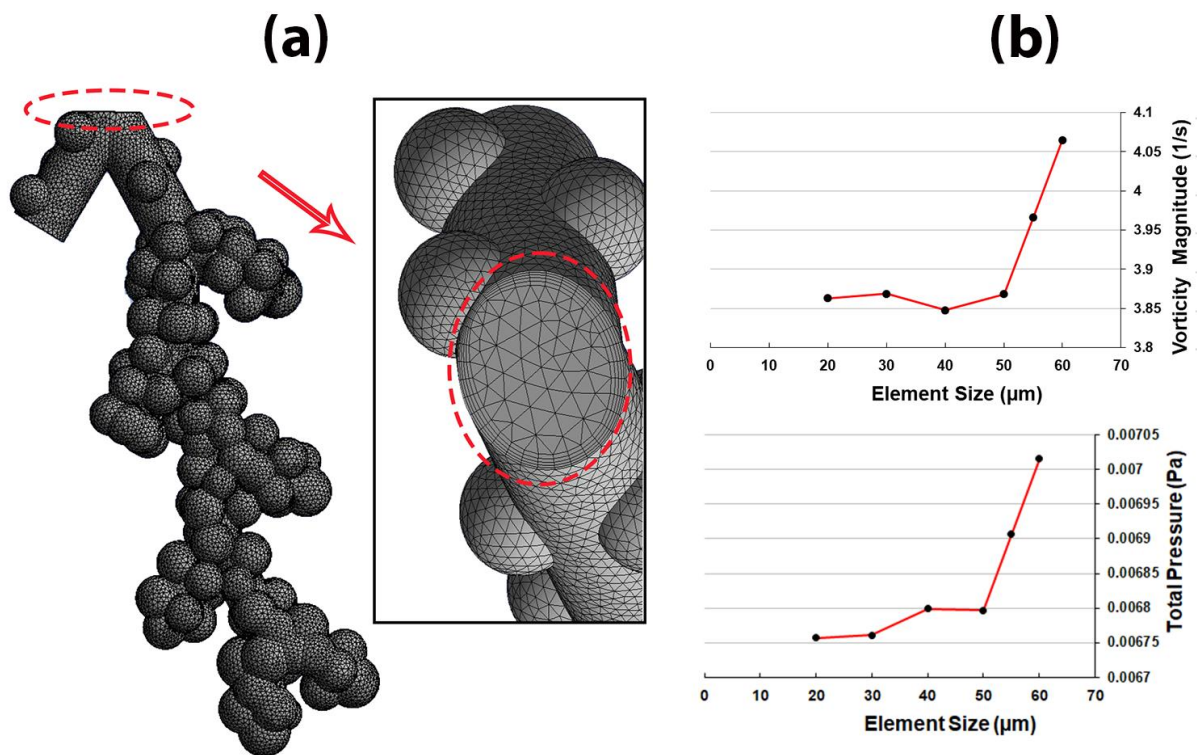 (a)
(b)
4.1
4.05
4
3.95
3.9
3.85
3.8
Vorticity Magnitude (1/s)
0 10 20 30 40 50 60 70
Element Size (µm)
0.00705
0.007
0.00695
0.0069
0.00685
0.0068
0.00675
0.0067
Total Pressure (Pa)
0 10 20 30 40 50 60 70
Element Size (µm)